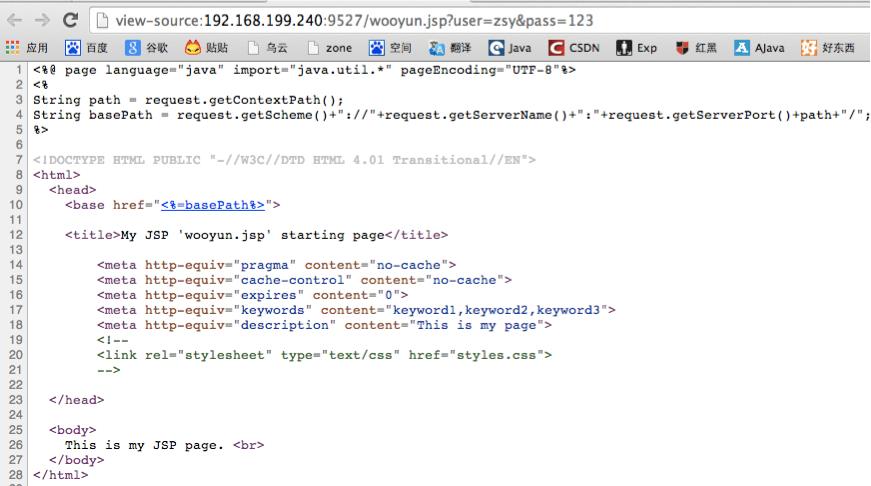 view-source:192.168.199.240:9527/wooyun.jsp?user=zsy&pass=123
应用 百度 谷歌 贴贴 乌云 zone 空间 翻译 Java CSDN Exp 红黑 AJava 好东西
1 <%@ page language="java" import="java.util.*" pageEncoding="UTF-8"%>
2 <%
3 String path = request.getContextPath();
4 String basePath = request.getScheme()+"://"+request.getServerName()+":"+request.getServerPort()+path+"/";
5 %>
6
7 <!DOCTYPE HTML PUBLIC "-//W3C//DTD HTML 4.01 Transitional//EN">
8 <html>
9 <head>
10 <base href="<%=basePath%>">
11
12 <title>My JSP 'wooyun.jsp' starting page</title>
13
14 <meta http-equiv="pragma" content="no-cache">
15 <meta http-equiv="cache-control" content="no-cache">
16 <meta http-equiv="expires" content="0">
17 <meta http-equiv="keywords" content="keyword1,keyword2,keyword3">
18 <meta http-equiv="description" content="This is my page">
19 <!--
20 <link rel="stylesheet" type="text/css" href="styles.css">
21 -->
22
23 </head>
24
25 <body>
26 This is my JSP page. <br>
27 </body>
28 </html>